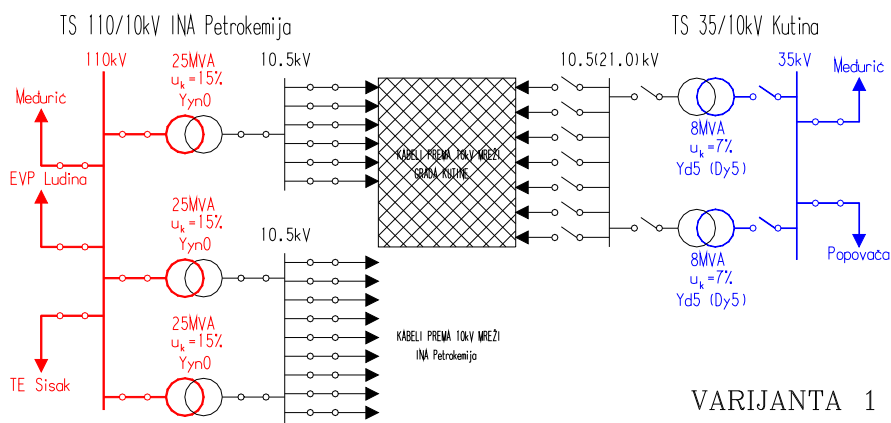 TS 110/10kV INA Petrokemija
TS 35/10kV Kutina
110kV
25MVA
uk=15%
Yyn0
10.5kV
10.5(21.0)kV
35kV
Međurić
Međurić
8MVA
uk=7%
Yd5 (Dy5)
KABELI PREMA 10kV MREŽI
GRADA KUTINE
EVP Ludina
25MVA
uk=15%
Yyn0
10.5kV
8MVA
uk=7%
Yd5 (Dy5)
Popovača
25MVA
uk=15%
Yyn0
KABELI PREMA 10kV MREŽI
INA Petrokemija
TE Sisak
VARIJANTA 1